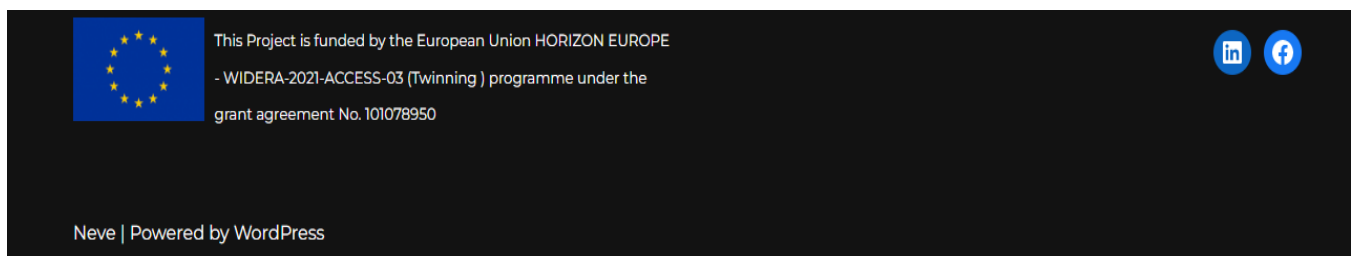 This Project is funded by the European Union HORIZON EUROPE
- WIDERA-2021-ACCESS-03 (Twinning ) programme under the
grant agreement No. 101078950
in f
Neve | Powered by WordPress